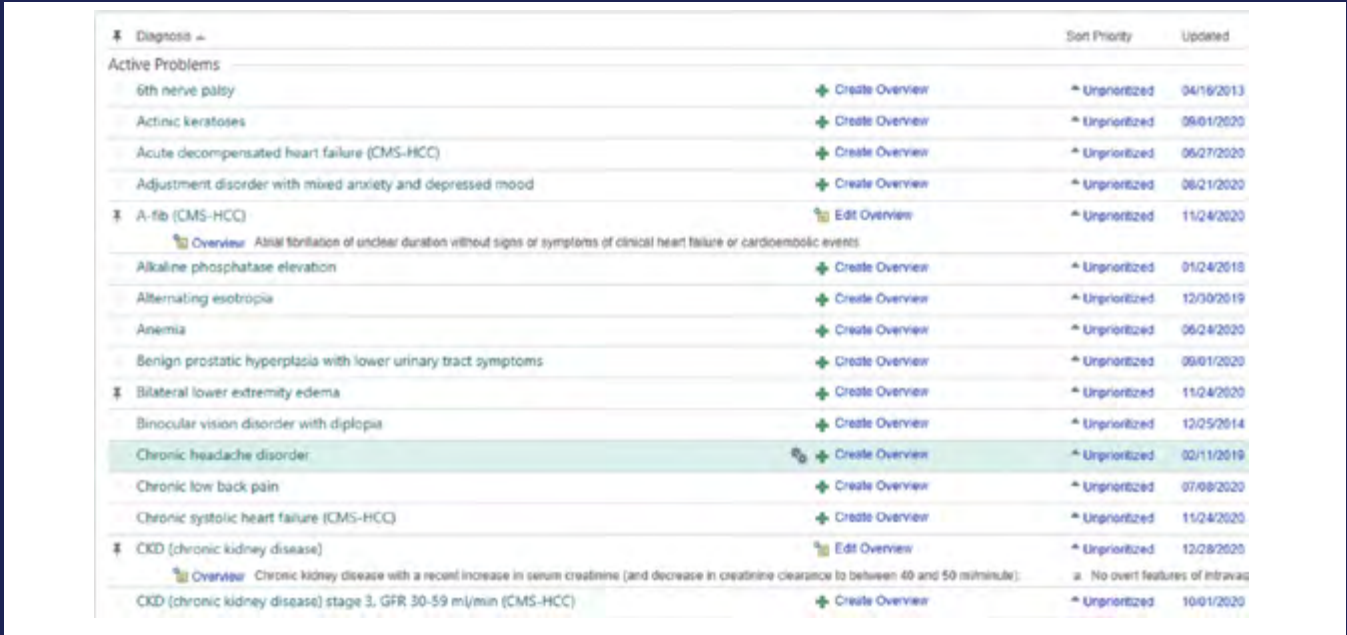 Diagnosis Sort Priority Updated
Active Problems
6th nerve palsy Create Overview Unprioritized 04/16/2013
Actinic keratoses Create Overview Unprioritized 09/01/2020
Acute decompensated heart failure (CMS-HCC) Create Overview Unprioritized 06/27/2020
Adjustment disorder with mixed anxiety and depressed mood Create Overview Unprioritized 08/21/2020
A-fib (CMS-HCC) Edit Overview Unprioritized 11/24/2020
Overview Atrial fibrillation of unclear duration without signs or symptoms of clinical heart failure or cardioembolic events
Alkaline phosphatase elevation Create Overview Unprioritized 01/24/2018
Alternating esotropia Create Overview Unprioritized 12/30/2019
Anemia Create Overview Unprioritized 06/24/2020
Benign prostatic hyperplasia with lower urinary tract symptoms Create Overview Unprioritized 09/01/2020
Bilateral lower extremity edema Create Overview Unprioritized 11/24/2020
Binocular vision disorder with diplopia Create Overview Unprioritized 12/25/2014
Chronic headache disorder Create Overview Unprioritized 02/11/2019
Chronic low back pain Create Overview Unprioritized 07/08/2020
Chronic systolic heart failure (CMS-HCC) Create Overview Unprioritized 11/24/2020
CKD (chronic kidney disease) Edit Overview Unprioritized 12/28/2020
Overview Chronic kidney disease with a recent increase in serum creatinine (and decrease in creatinine clearance to between 40 and 50 ml/minute): a. No overt features of intravas
CKD (chronic kidney disease) stage 3, GFR 30-59 ml/min (CMS-HCC) Create Overview Unprioritized 10/01/2020